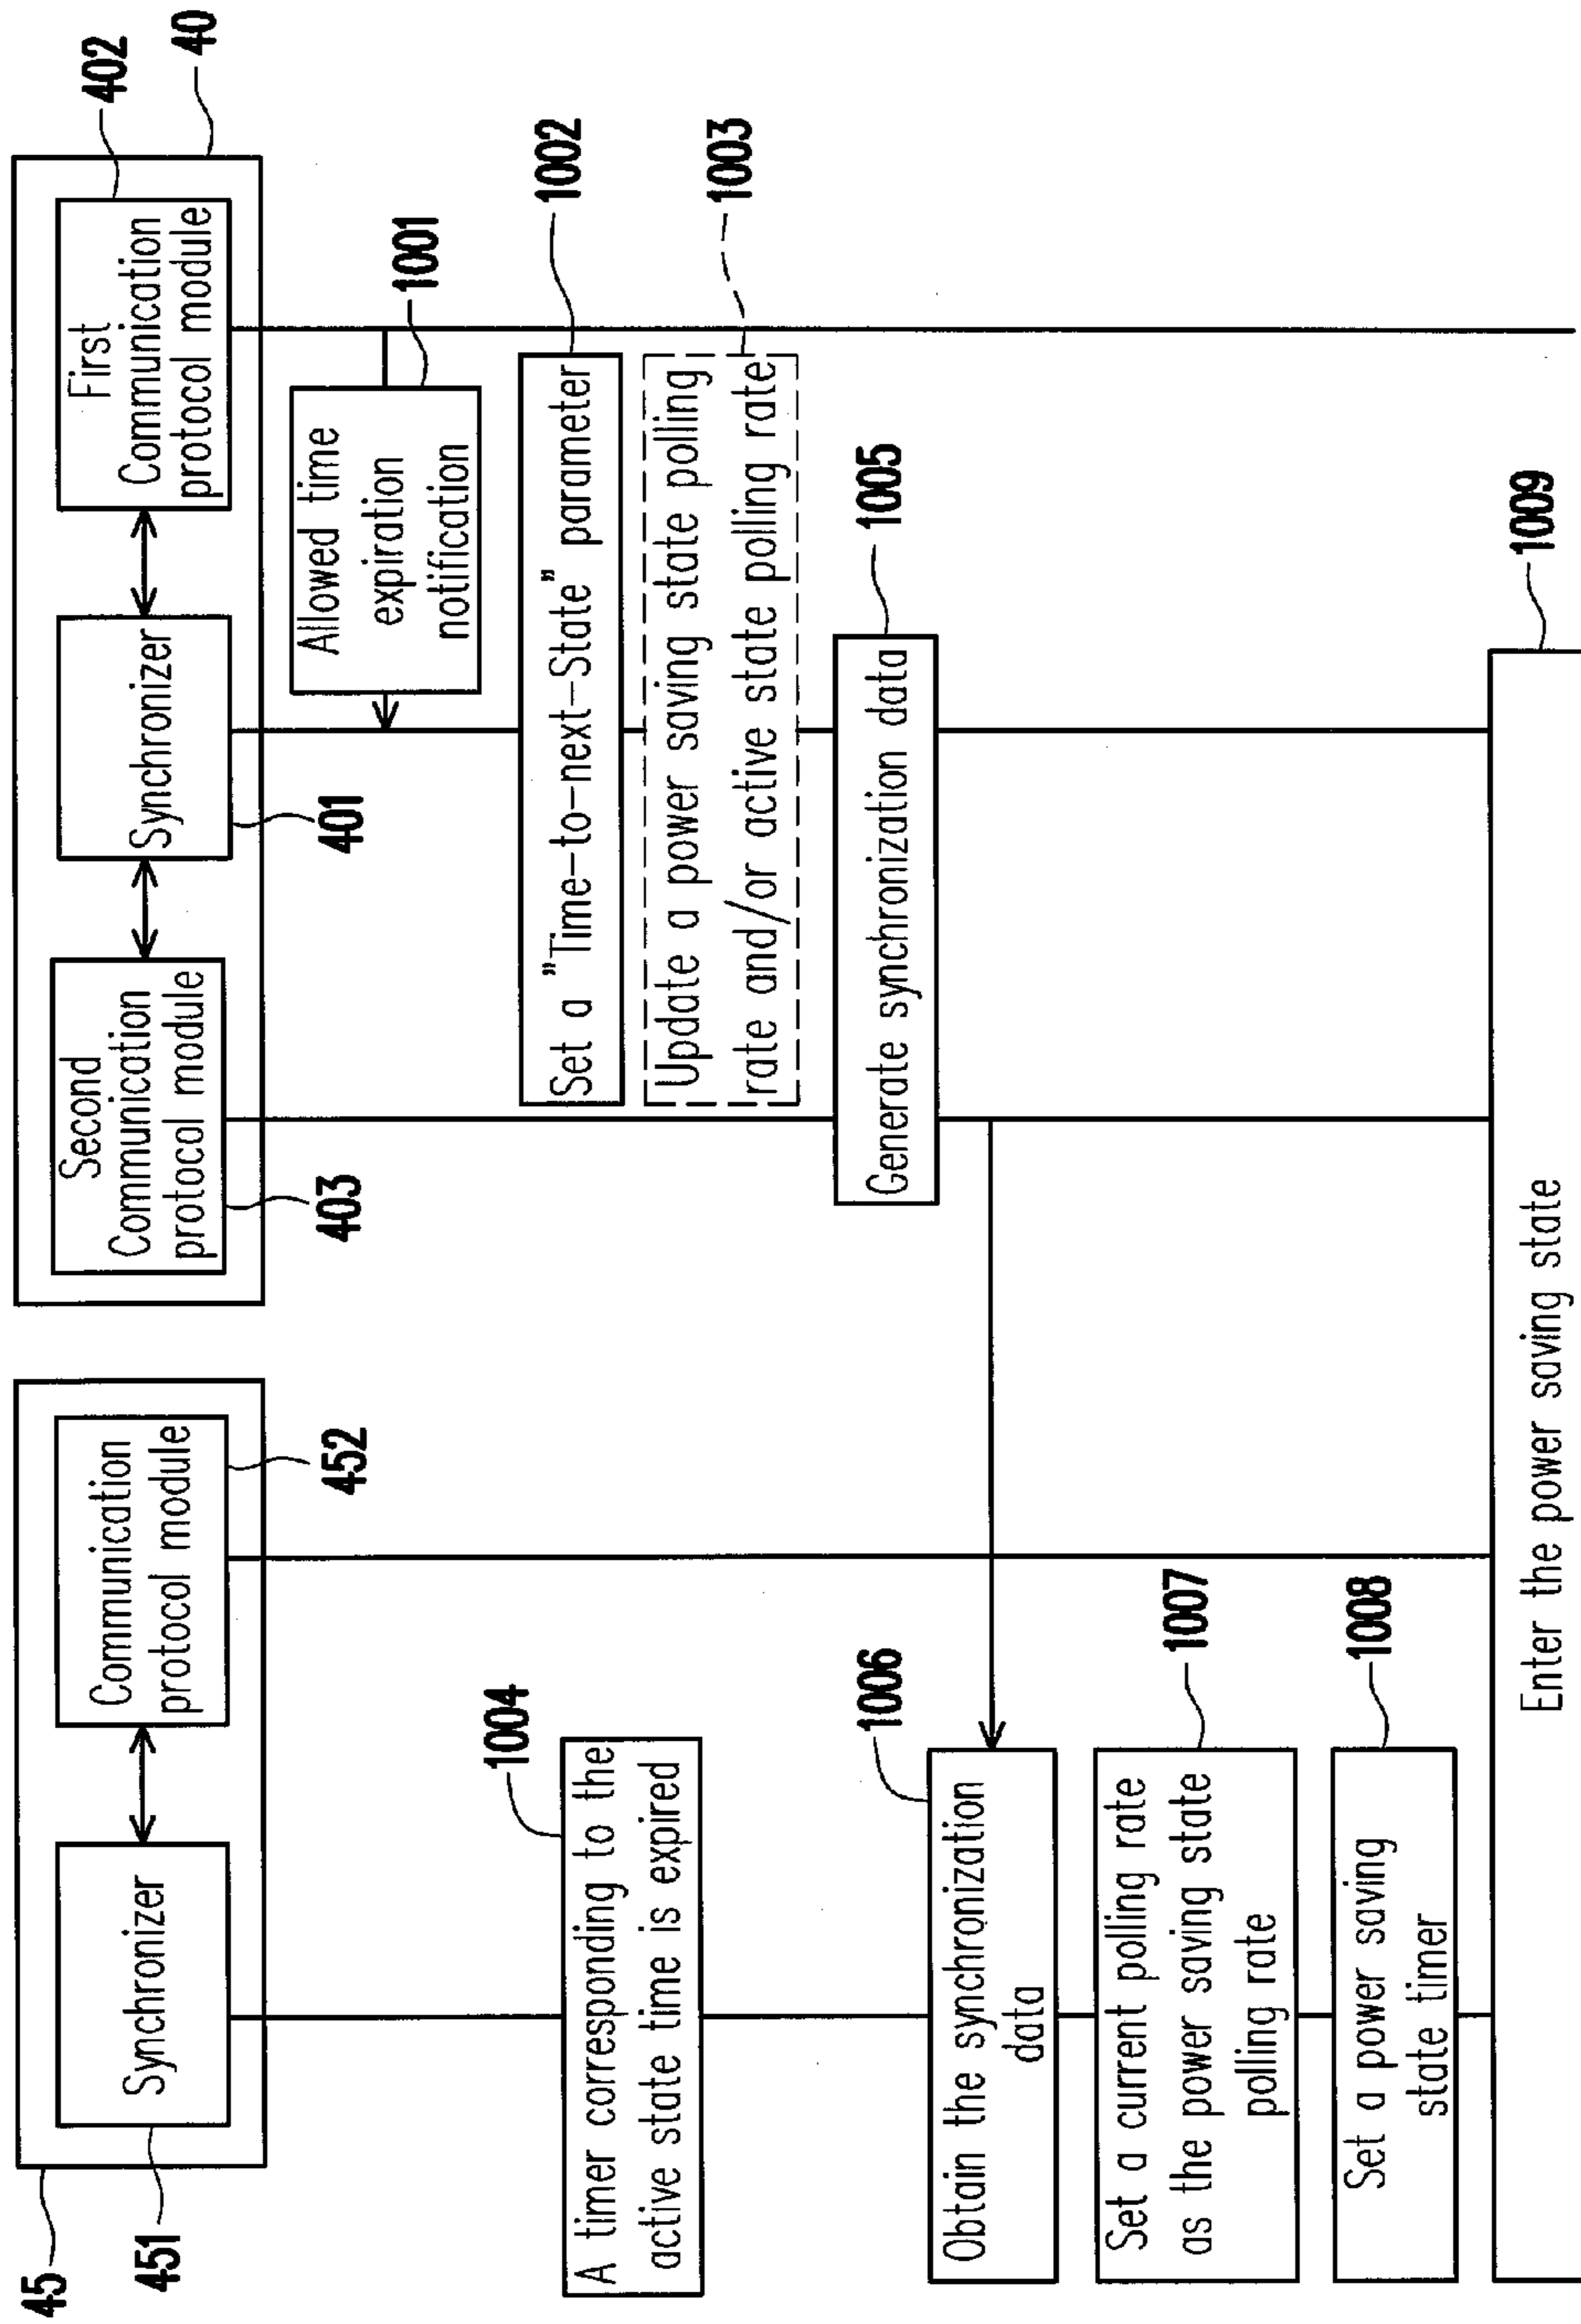 45
451
Synchronizer
Communication
protocol module
452
Second
Communication
protocol module
403
Synchronizer
401
First
Communication
protocol module
402
40
Allowed time
expiration
notification
1001
Set a "Time-to-next-State" parameter
1002
Update a power saving state polling
rate and/or active state polling rate
1003
A timer corresponding to the
active state time is expired
1004
Generate synchronization data
1005
Obtain the synchronization
data
1006
Set a current polling rate
as the power saving state
polling rate
1007
Set a power saving
state timer
1008
Enter the power saving state
1009